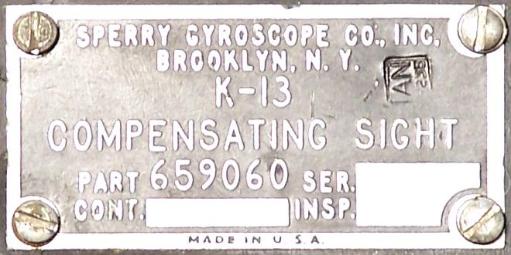 SPERRY GYROSCOPE CO., INC.
BROOKLYN, N. Y.
K-13
COMPENSATING SIGHT
PART 659060 SER.
CONT. INSP.
MADE IN U S.A.